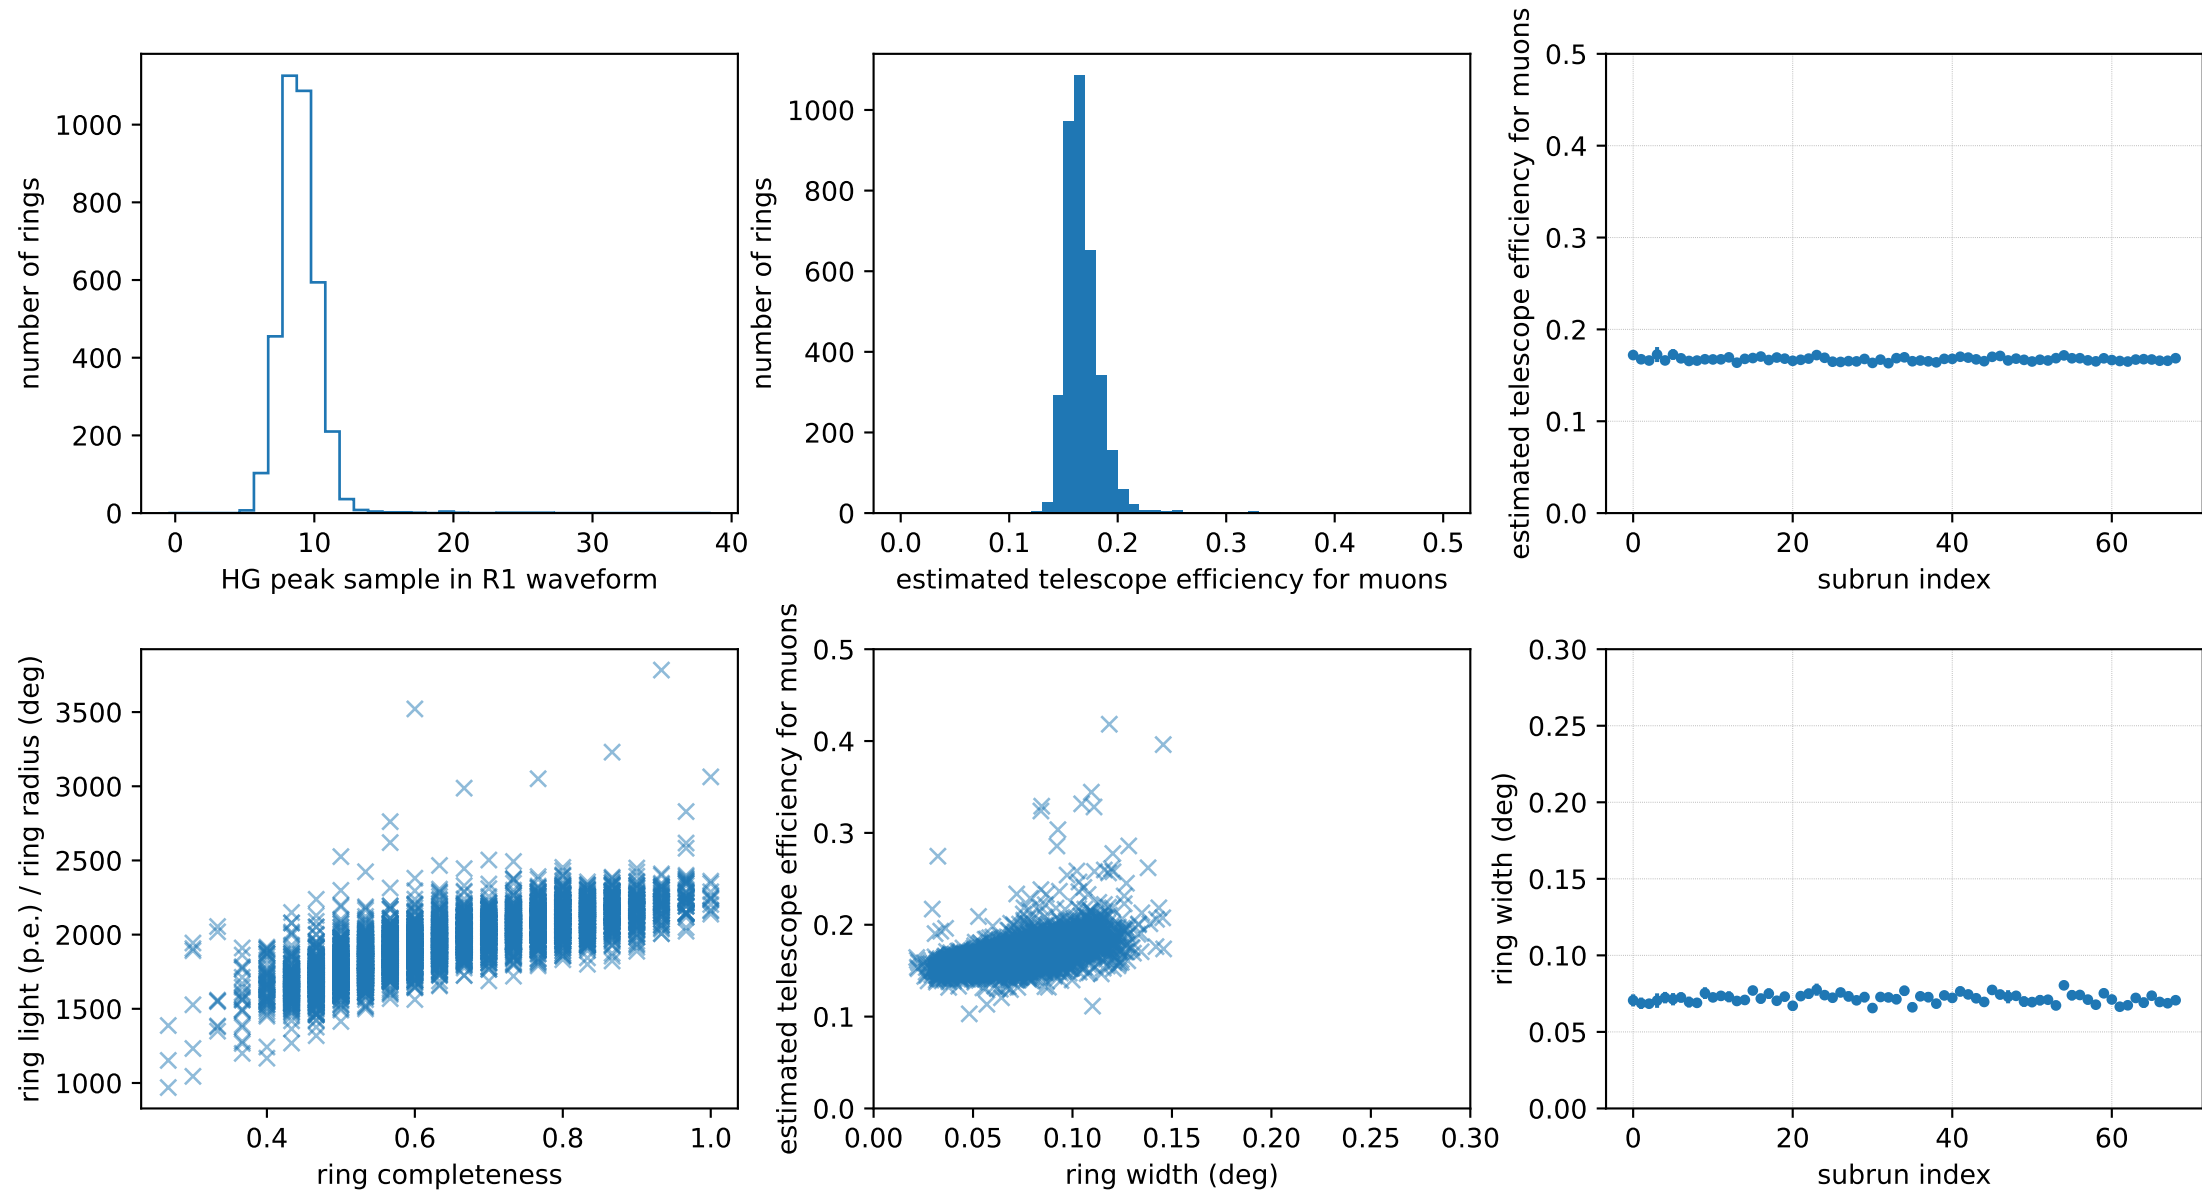 number of rings
1000
800
600
400
200
0
0 10 20 30 40
HG peak sample in R1 waveform
number of rings
1000
800
600
400
200
0
0.0 0.1 0.2 0.3 0.4 0.5
estimated telescope efficiency for muons
estimated telescope efficiency for muons
0.5
0.4
0.3
0.2
0.1
0.0
0 20 40 60
subrun index
ring light (p.e.) / ring radius (deg)
3500
3000
2500
2000
1500
1000
0.4 0.6 0.8 1.0
ring completeness
estimated telescope efficiency for muons
0.5
0.4
0.3
0.2
0.1
0.0
0.00 0.05 0.10 0.15 0.20 0.25 0.30
ring width (deg)
ring width (deg)
0.30
0.25
0.20
0.15
0.10
0.05
0.00
0 20 40 60
subrun index